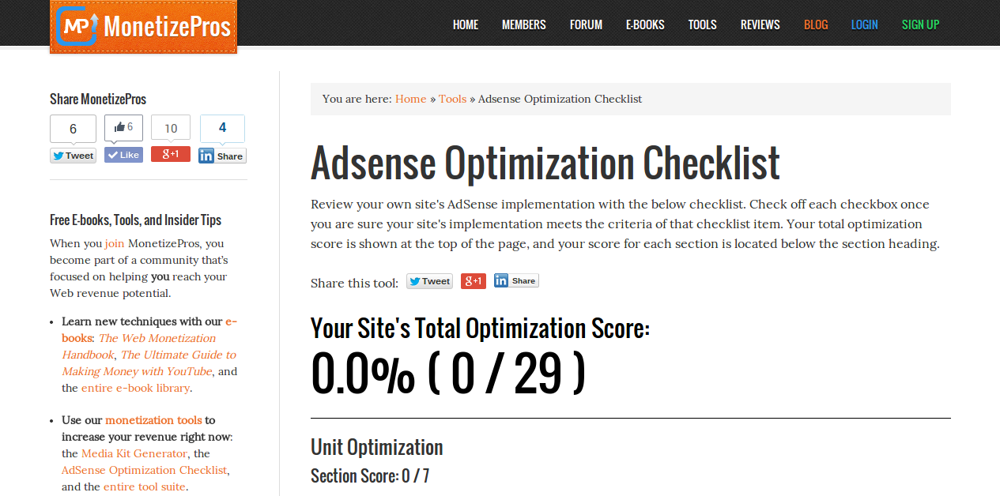 MP MonetizePros
HOME MEMBERS FORUM E-BOOKS TOOLS REVIEWS BLOG LOGIN SIGN UP
Share MonetizePros
6 6 10 4
Tweet Like g+1 in Share
Free E-books, Tools, and Insider Tips
When you join MonetizePros, you
become part of a community that's
focused on helping you reach your
Web revenue potential.
• Learn new techniques with our e-
books: The Web Monetization
Handbook, The Ultimate Guide to
Making Money with YouTube, and
the entire e-book library.
• Use our monetization tools to
increase your revenue right now:
the Media Kit Generator, the
AdSense Optimization Checklist,
and the entire tool suite.
You are here: Home » Tools » Adsense Optimization Checklist
Adsense Optimization Checklist
Review your own site's AdSense implementation with the below checklist. Check off each checkbox once
you are sure your site's implementation meets the criteria of that checklist item. Your total optimization
score is shown at the top of the page, and your score for each section is located below the section heading.
Share this tool: Tweet g+1 in Share
Your Site's Total Optimization Score:
0.0% ( 0 / 29 )
Unit Optimization
Section Score: 0 / 7